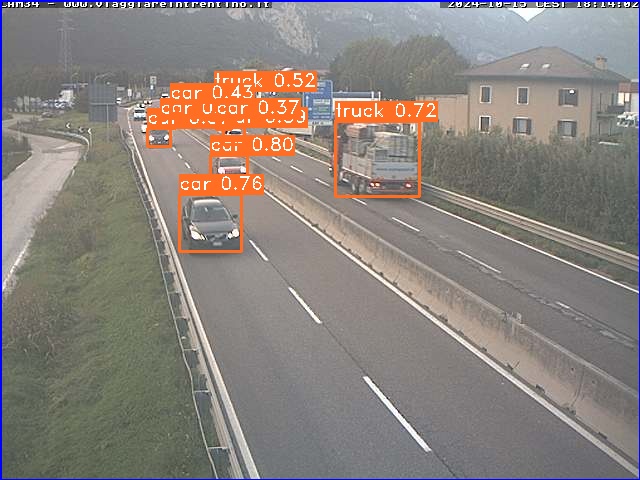 CAM34 - www.viaggiareintrentino.it
2024-10-15 CEST 18:14:02
truck 0.52
car 0.43
car 0.37
truck 0.72
car 0.80
car 0.76